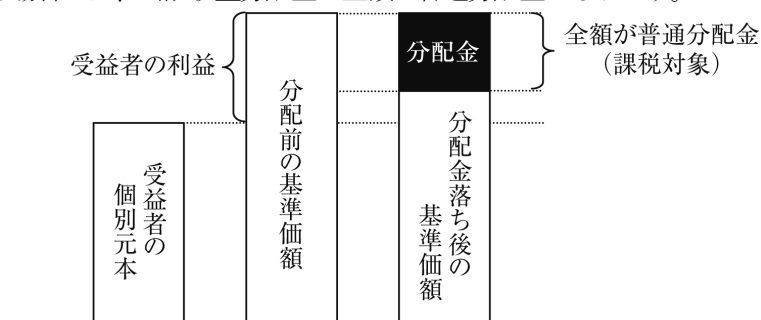 受益者の利益
分配金
全額が普通分配金
（課税対象）
受益者の
個別元本
分配前の基準価額
分配金落ち後の
基準価額